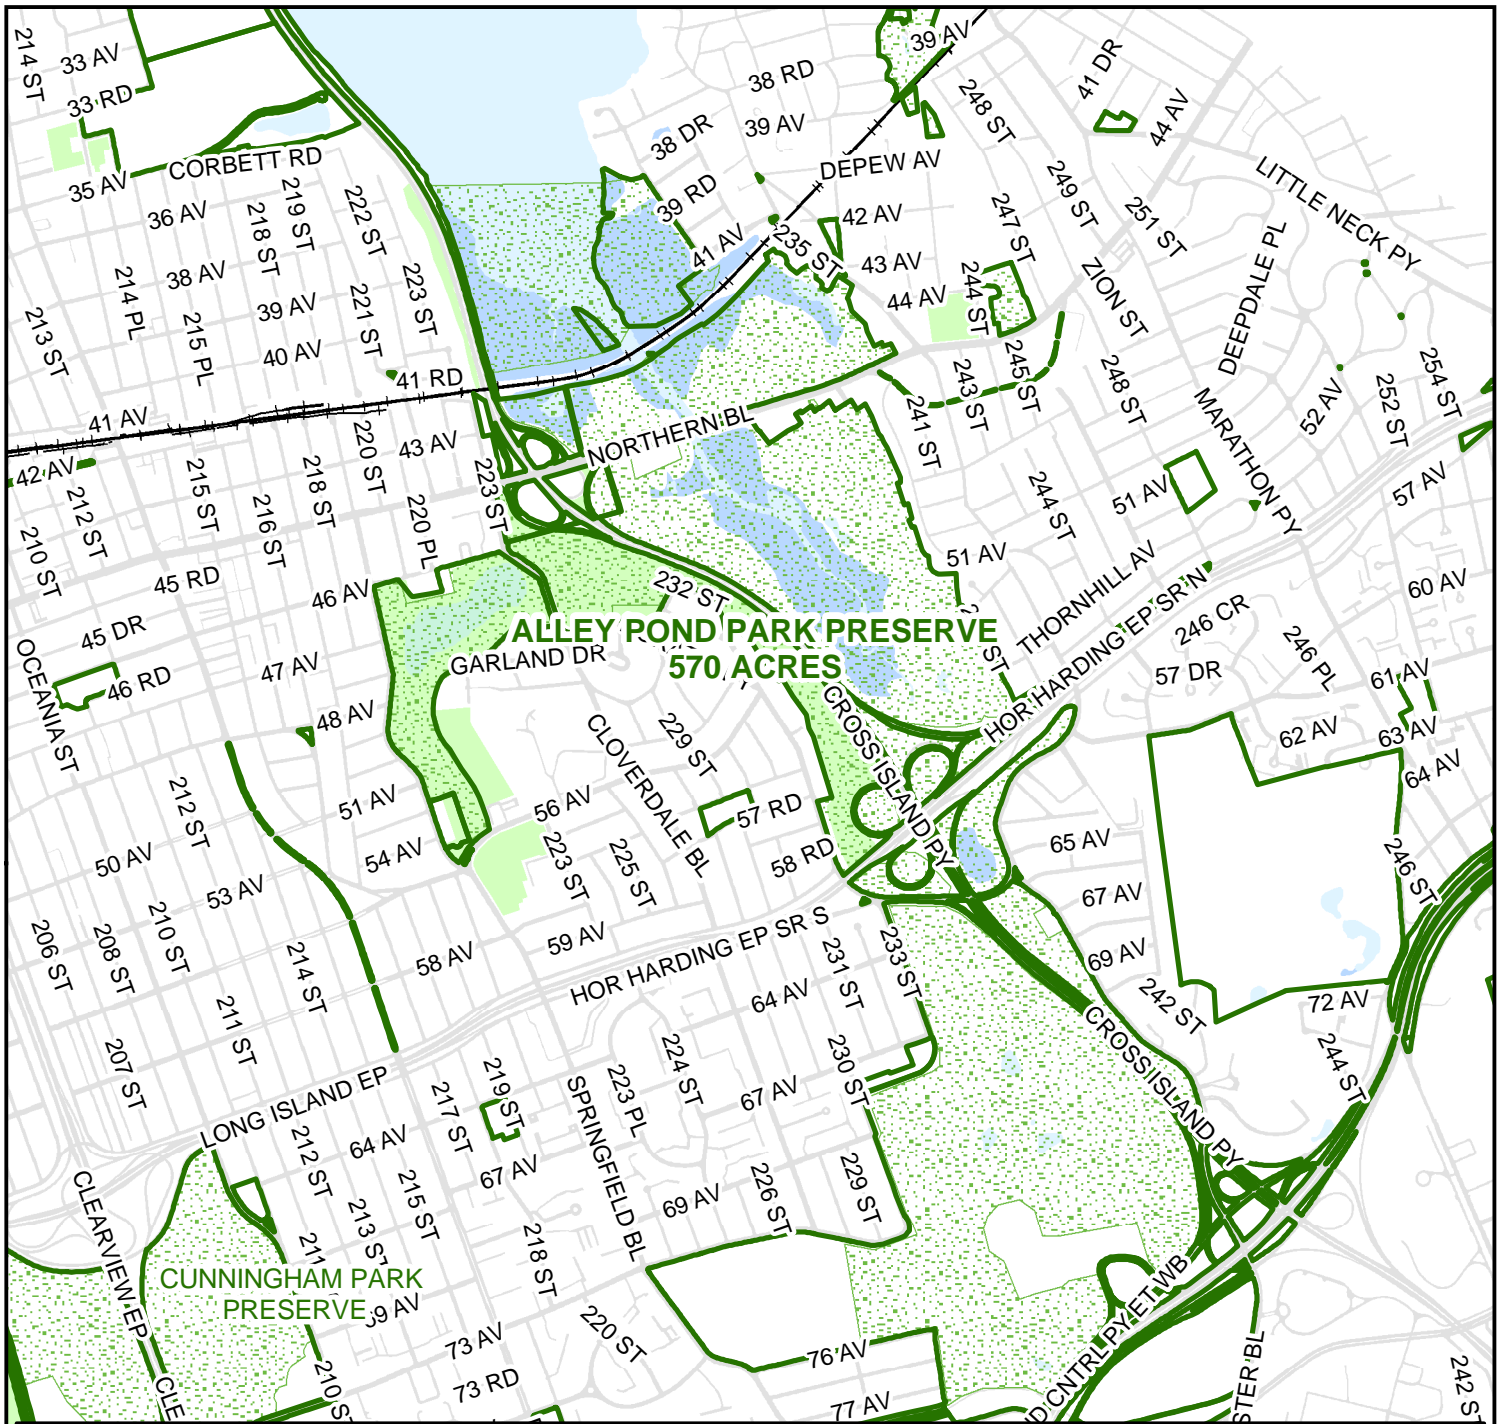 214 ST
33 AV
33 RD
35 AV
CORBETT RD
36 AV
38 AV
39 AV
40 AV
41 RD
41 AV
42 AV
213 ST
214 PL
215 PL
218 ST
219 ST
222 ST
221 ST
223 ST
39 AV
38 RD
39 AV
38 DR
39 RD
41 AV
DEPEW AV
42 AV
43 AV
44 AV
235 ST
248 ST
41 DR
44 AV
249 ST
251 ST
247 ST
244 ST
245 ST
243 ST
241 ST
LITTLE NECK PY
DEEPDALE PL
ZION ST
248 ST
MARATHON PY
52 AV
252 ST
254 ST
57 AV
NORTHERN BL
43 AV
220 ST
218 ST
215 ST
216 ST
212 ST
210 ST
220 PL
223 ST
45 RD
46 AV
45 DR
46 RD
47 AV
48 AV
OCEANIA ST
244 ST
51 AV
51 AV
THORNHILL AV
HOR HARDING EP SR N
246 CR
246 PL
57 DR
60 AV
61 AV
62 AV
63 AV
64 AV
232 ST
ALLEY POND PARK PRESERVE
570 ACRES
GARLAND DR
CLOVERDALE BL
229 ST
CROSS ISLAND PY
56 AV
57 RD
58 RD
223 ST
225 ST
51 AV
54 AV
50 AV
53 AV
212 ST
210 ST
208 ST
206 ST
214 ST
211 ST
207 ST
58 AV
59 AV
HOR HARDING EP SR S
65 AV
67 AV
69 AV
242 ST
246 ST
72 AV
244 ST
231 ST
233 ST
64 AV
230 ST
224 ST
223 PL
67 AV
CROSS ISLAND PY
LONG ISLAND EP
219 ST
217 ST
SPRINGFIELD BL
64 AV
67 AV
69 AV
212 ST
213 ST
215 ST
218 ST
226 ST
229 ST
220 ST
CLEARVIEW EP
CLE
CUNNINGHAM PARK
PRESERVE
73 AV
73 RD
210 ST
76 AV
77 AV
D CNTRL PY ET WB
STER BL
242 ST